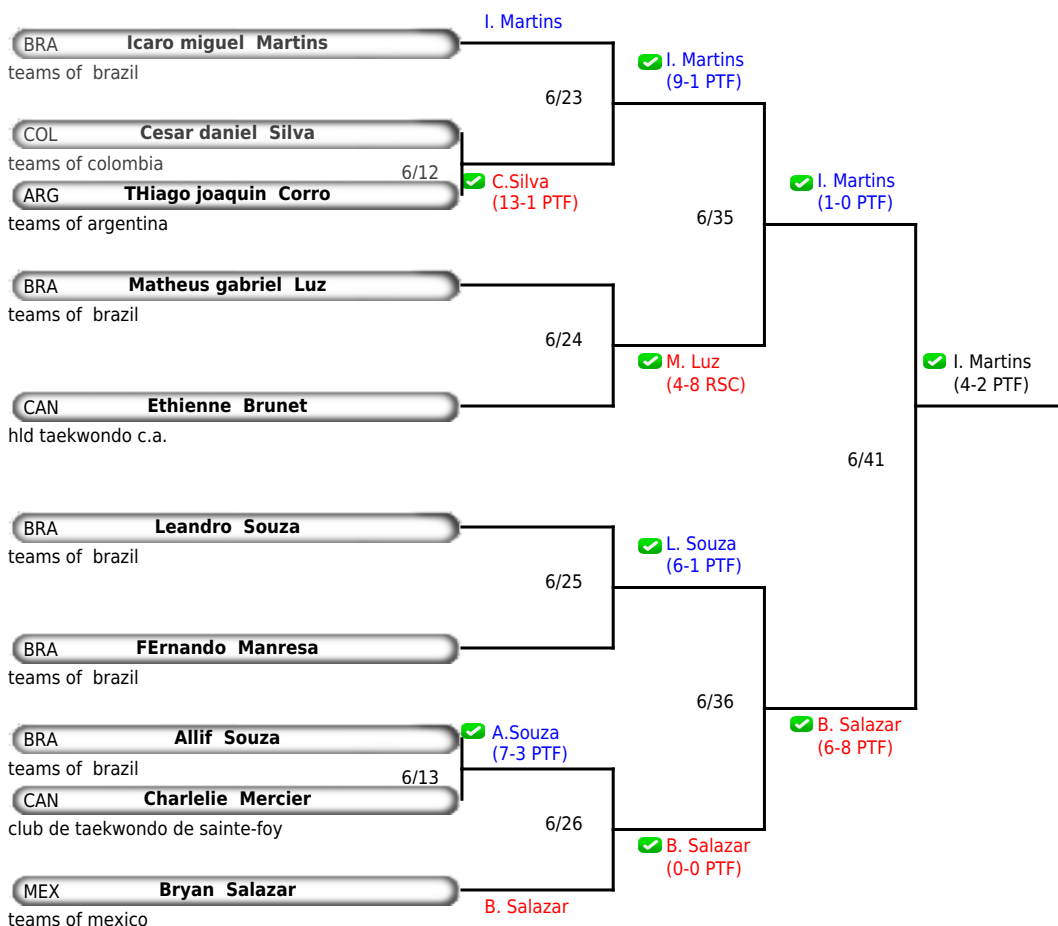 I. Martins
BRA Icaro miguel Martins
teams of brazil
I. Martins
(9-1 PTF)
6/23
COL Cesar daniel Silva
teams of colombia
6/12
C.Silva
(13-1 PTF)
ARG THiago joaquin Corro
teams of argentina
I. Martins
(1-0 PTF)
6/35
BRA Matheus gabriel Luz
teams of brazil
6/24
M. Luz
(4-8 RSC)
I. Martins
(4-2 PTF)
CAN Ethienne Brunet
hld taekwondo c.a.
6/41
BRA Leandro Souza
teams of brazil
L. Souza
(6-1 PTF)
6/25
BRA FErnando Manresa
teams of brazil
6/36
B. Salazar
(6-8 PTF)
BRA Allif Souza
teams of brazil
A.Souza
(7-3 PTF)
6/13
CAN Charlelie Mercier
club de taekwondo de sainte-foy
6/26
B. Salazar
(0-0 PTF)
MEX Bryan Salazar
teams of mexico
B. Salazar